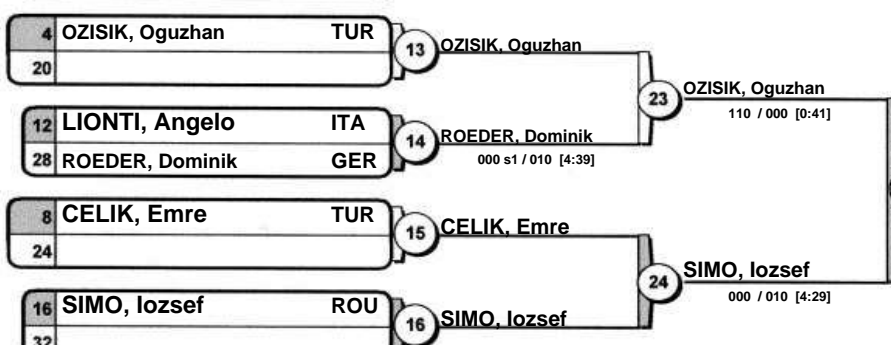 4 OZISIK, Oguzhan TUR
20
13 OZISIK, Oguzhan
12 LIONTI, Angelo ITA
28 ROEDER, Dominik GER
14 ROEDER, Dominik
000 s1 / 010 [4:39]
23 OZISIK, Oguzhan
110 / 000 [0:41]
8 CELIK, Emre TUR
24
15 CELIK, Emre
16 SIMO, Iozsef ROU
32
16 SIMO, Iozsef
24 SIMO, Iozsef
000 / 010 [4:29]